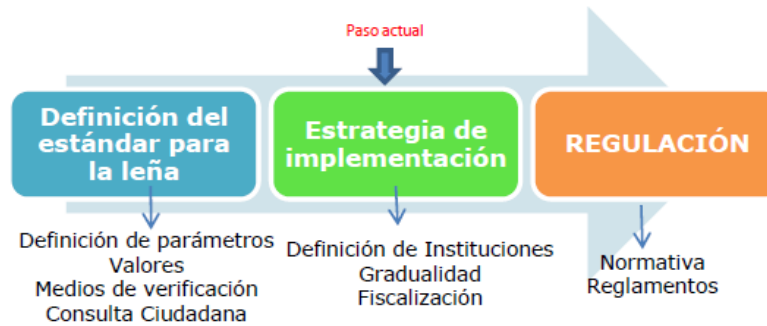 Paso actual
Definición del
estándar para
la leña
Estrategia de
implementación
REGULACIÓN
Definición de parámetros
Valores
Medios de verificación
Consulta Ciudadana
Definición de Instituciones
Gradualidad
Fiscalización
Normativa
Reglamentos